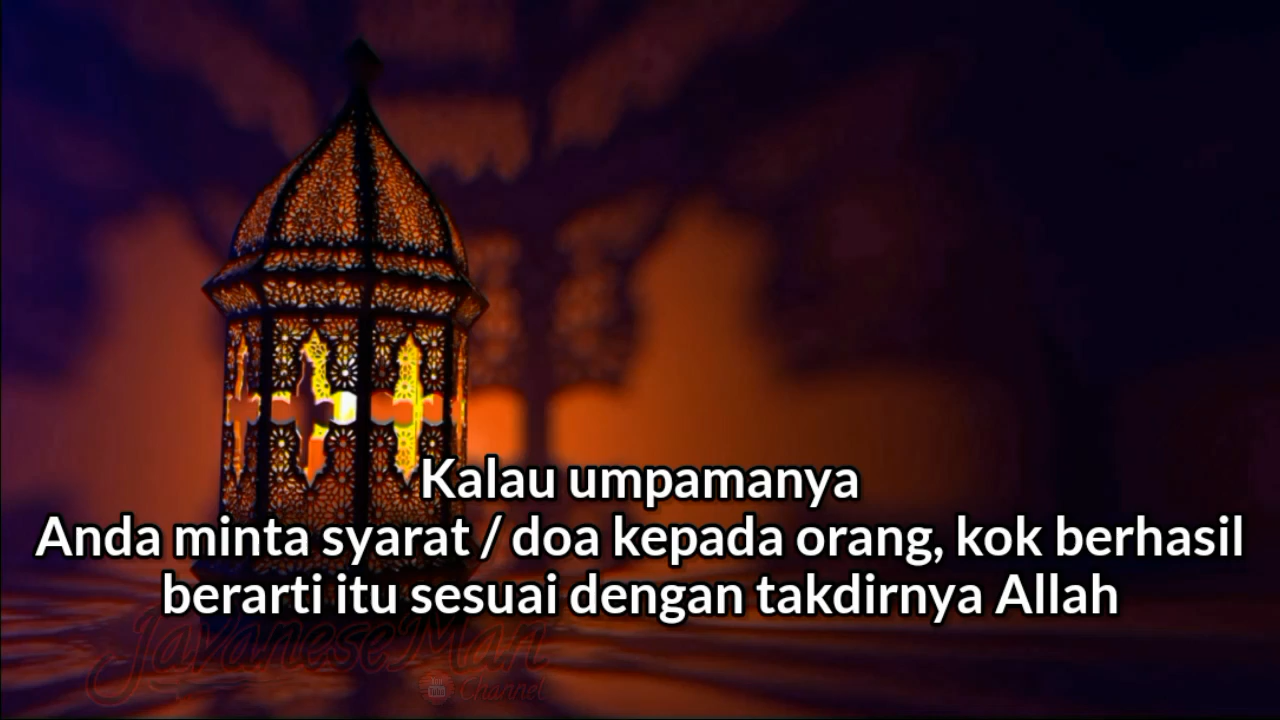 Kalau umpamanya
Anda minta syarat / doa kepada orang, kok berhasil
berarti itu sesuai dengan takdirnya Allah
JavaneseMan
Channel